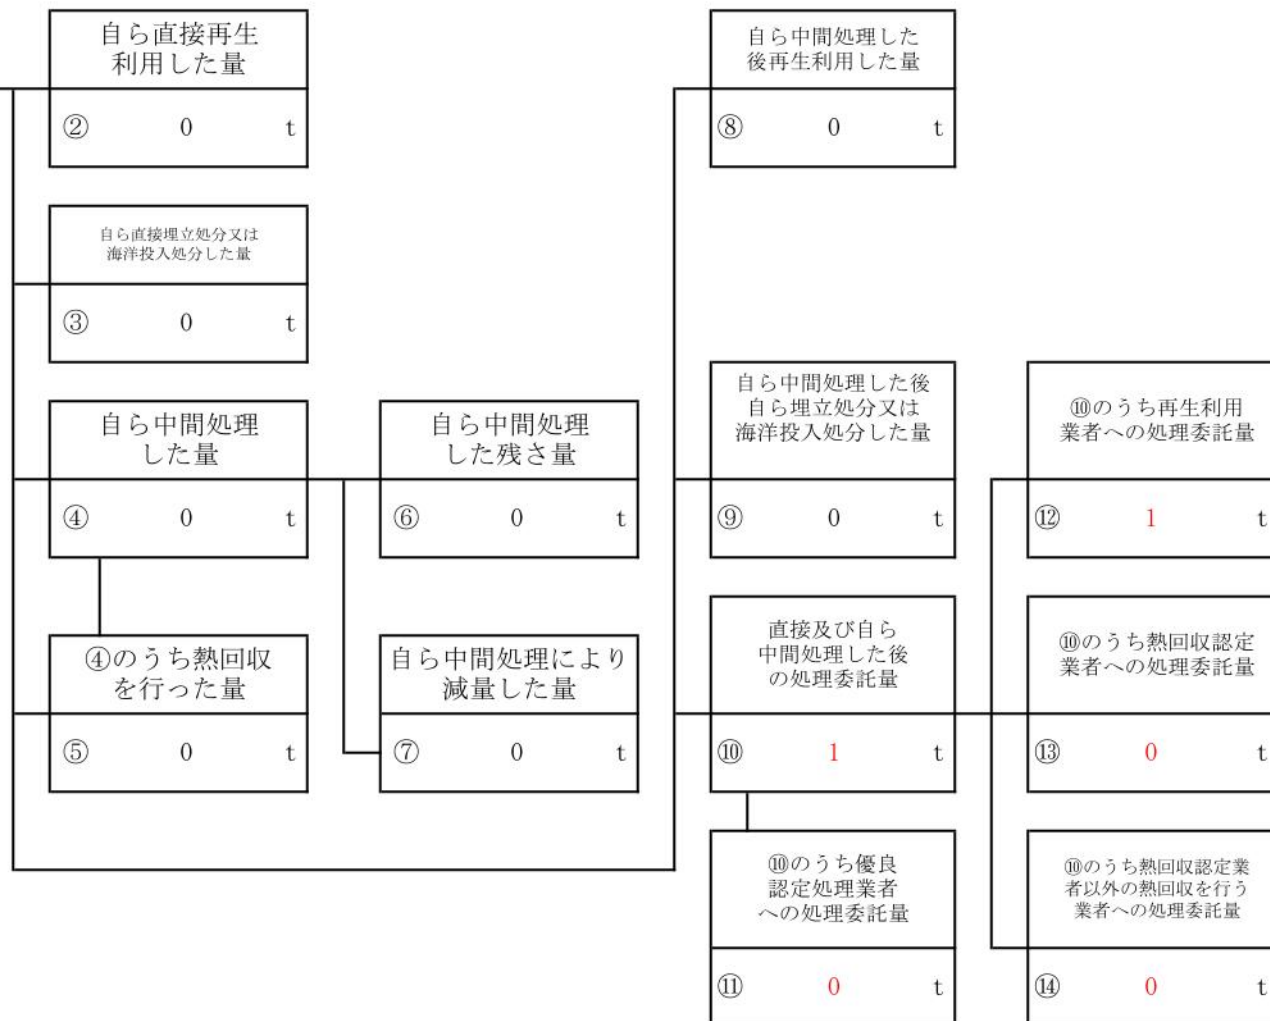 自ら直接再生
利用した量
② 0 t
自ら直接埋立処分又は
海洋投入処分した量
③ 0 t
自ら中間処理
した量
④ 0 t
④のうち熱回収
を行った量
⑤ 0 t
自ら中間処理
した残さ量
⑥ 0 t
自ら中間処理により
減量した量
⑦ 0 t
自ら中間処理した
後再生利用した量
⑧ 0 t
自ら中間処理した後
自ら埋立処分又は
海洋投入処分した量
⑨ 0 t
直接及び自ら
中間処理した後
の処理委託量
⑩ 1 t
⑩のうち優良
認定処理業者
への処理委託量
⑪ 0 t
⑩のうち再生利用
業者への処理委託量
⑫ 1 t
⑩のうち熱回収認定
業者への処理委託量
⑬ 0 t
⑩のうち熱回収認定業
者以外の熱回収を行う
業者への処理委託量
⑭ 0 t